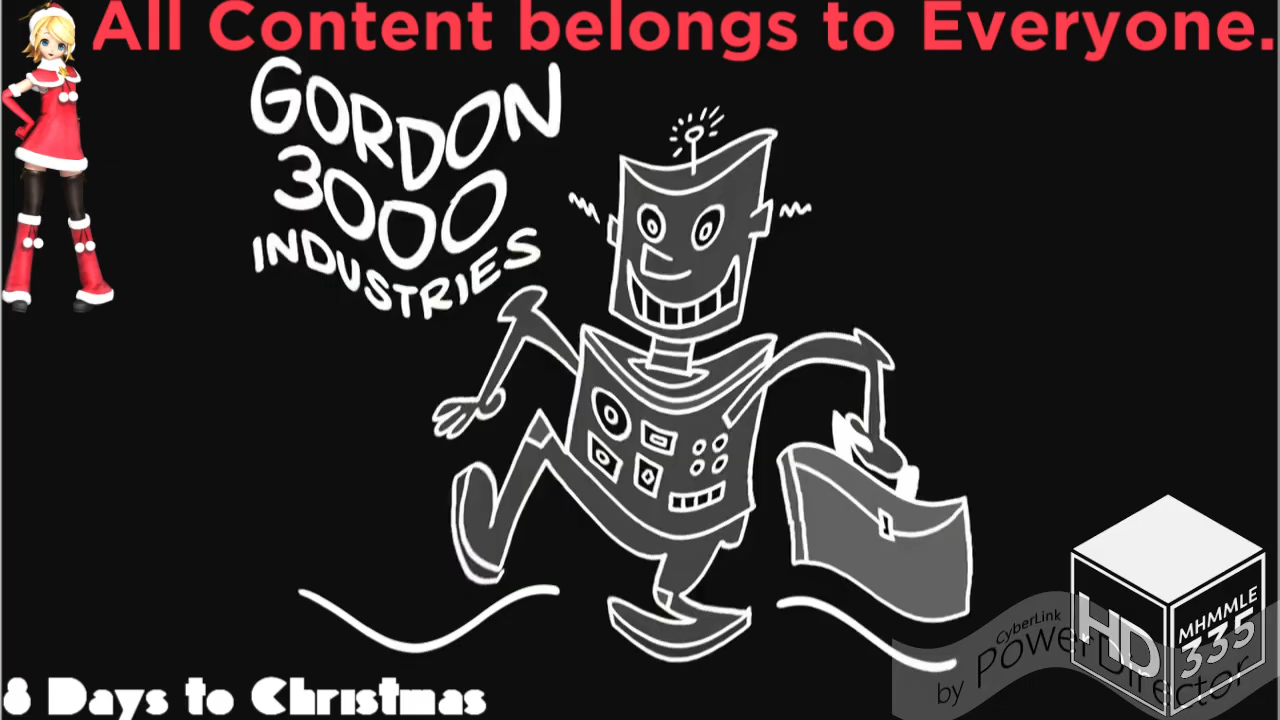 All Content belongs to Everyone.
GORDON
3000
INDUSTRIES
MHMMLE
HD 335
CyberLink
by PowerDirector
8 Days to Christmas